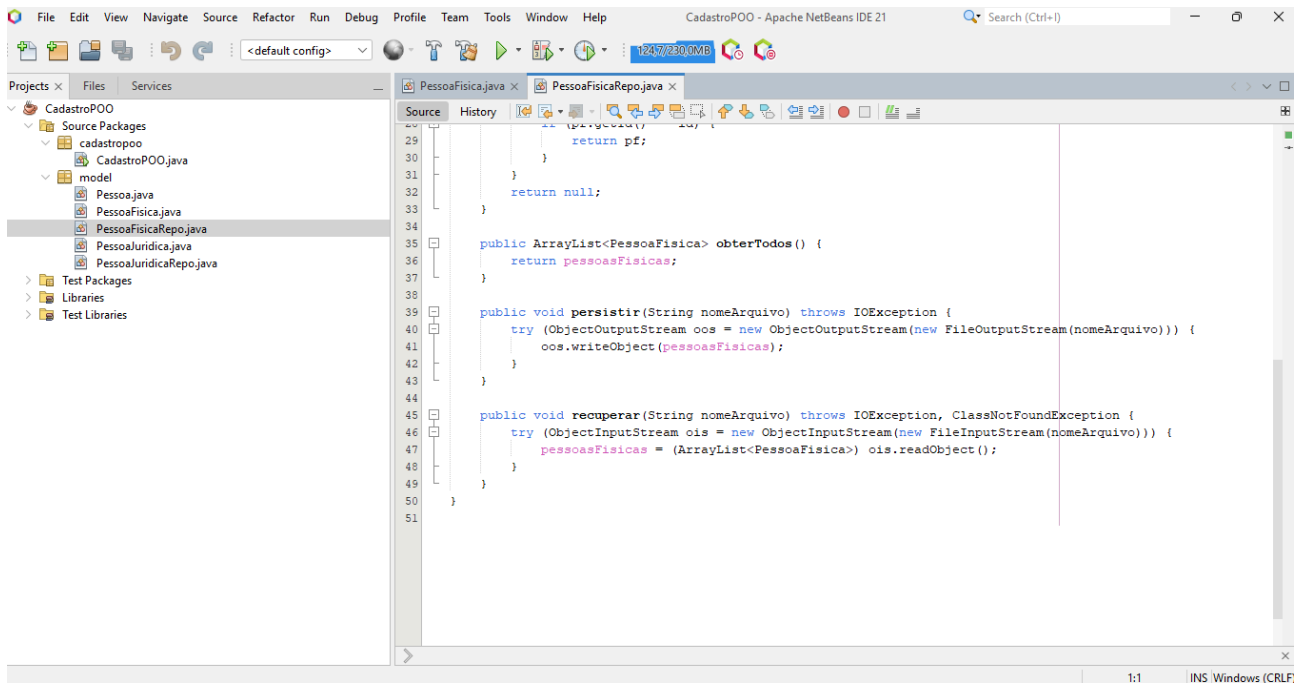 File Edit View Navigate Source Refactor Run Debug Profile Team Tools Window Help CadastroPOO - Apache NetBeans IDE 21 Search (Ctrl+I)
<default config> 124,7/230,0MB
Projects Files Services
CadastroPOO
Source Packages
cadastropoo
CadastroPOO.java
model
Pessoa.java
PessoaFisica.java
PessoaFisicaRepo.java
PessoaJuridica.java
PessoaJuridicaRepo.java
Test Packages
Libraries
Test Libraries
PessoaFisica.java PessoaFisicaRepo.java
Source History
29 return pf;
30 }
31 }
32 return null;
33 }
34
35 public ArrayList<PessoaFisica> obterTodos() {
36 return pessoasFisicas;
37 }
38
39 public void persistir(String nomeArquivo) throws IOException {
40 try (ObjectOutputStream oos = new ObjectOutputStream(new FileOutputStream(nomeArquivo))) {
41 oos.writeObject(pessoasFisicas);
42 }
43 }
44
45 public void recuperar(String nomeArquivo) throws IOException, ClassNotFoundException {
46 try (ObjectInputStream ois = new ObjectInputStream(new FileInputStream(nomeArquivo))) {
47 pessoasFisicas = (ArrayList<PessoaFisica>) ois.readObject();
48 }
49 }
50 }
51
1:1 INS Windows (CRLF)